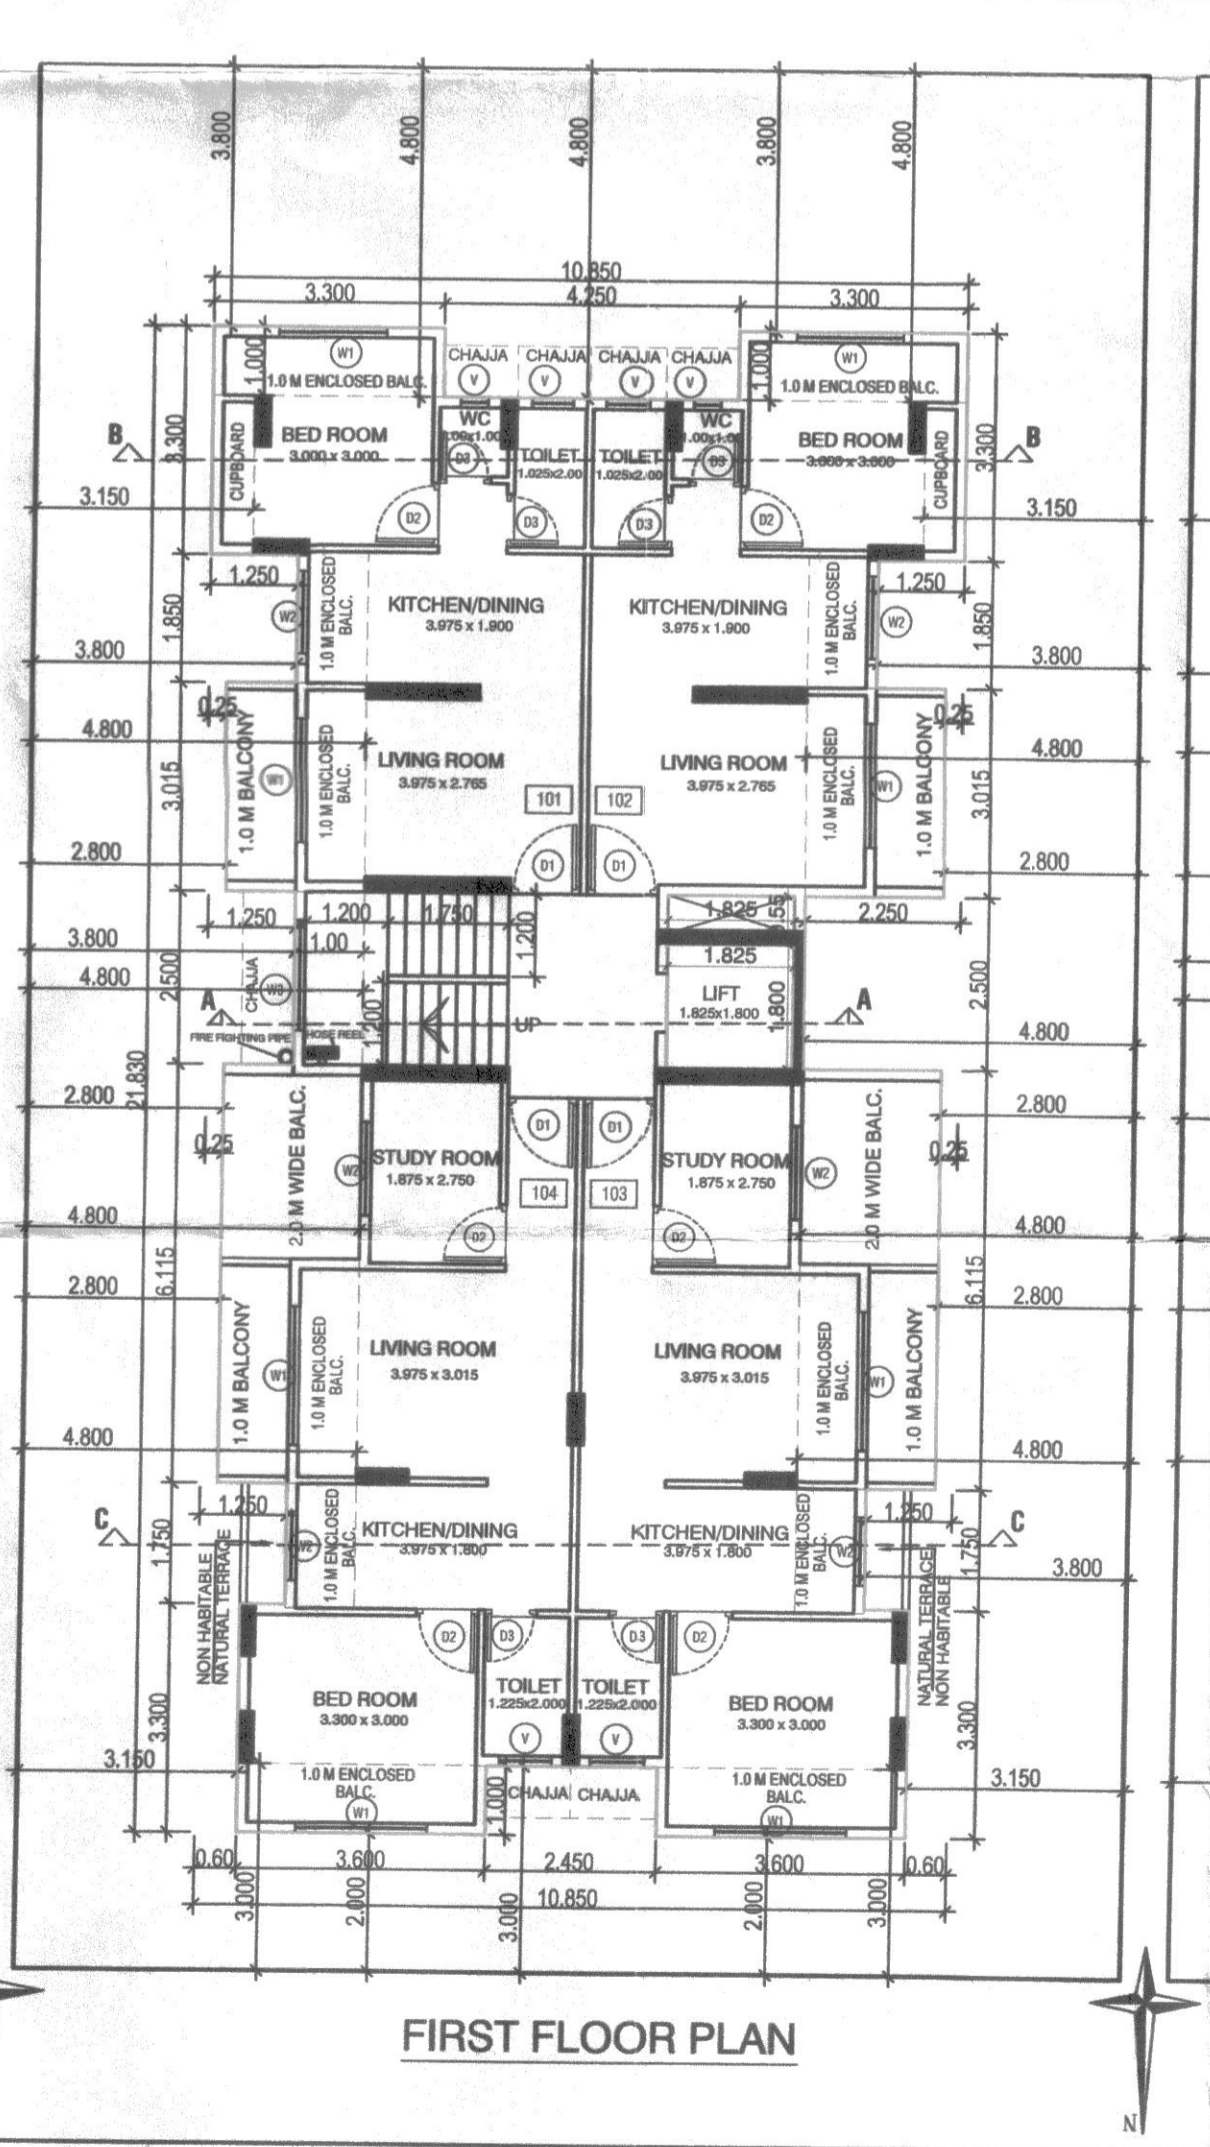 3.800
4.800
4.800
3.800
4.800
10.850
3.300
4.250
3.300
1.000
W1
1.0 M ENCLOSED BALC.
CHAJJA
CHAJJA
CHAJJA
CHAJJA
V
V
V
V
1.000
W1
1.0 M ENCLOSED BALC.
B
3.300
CUPBOARD
BED ROOM
3.000 x 3.000
WC
D3
TOILET
1.025x2.00
TOILET
1.025x2.00
WC
1.00x1.00
D3
BED ROOM
3.000 x 3.000
CUPBOARD
3.300
B
3.150
D2
D3
D3
D2
3.150
1.250
1.250
1.850
W2
1.0 M ENCLOSED
BALC.
KITCHEN/DINING
3.975 x 1.900
KITCHEN/DINING
3.975 x 1.900
1.0 M ENCLOSED
BALC.
W2
1.850
3.800
3.800
0.25
0.25
4.800
4.800
3.015
1.0 M BALCONY
W1
1.0 M ENCLOSED
BALC.
LIVING ROOM
3.975 x 2.765
101
102
LIVING ROOM
3.975 x 2.765
1.0 M ENCLOSED
BALC.
W1
1.0 M BALCONY
3.015
2.800
D1
D1
2.800
1.250
1.200
1.750
1.200
1.825
2.250
3.800
1.00
1.825
4.800
2.500
CHAJJA
W3
LIFT
1.825x1.800
1.800
2.500
A
1.200
UP
A
FIRE FIGHTING PIPE
HOSE REEL
4.800
21.830
2.800
2.800
0.25
2.0 M WIDE BALC.
W2
STUDY ROOM
1.875 x 2.750
D1
D1
STUDY ROOM
1.875 x 2.750
W2
2.0 M WIDE BALC.
0.25
104
103
4.800
D2
D2
4.800
6.115
6.115
2.800
2.800
1.0 M BALCONY
W1
1.0 M ENCLOSED
BALC.
LIVING ROOM
3.975 x 3.015
LIVING ROOM
3.975 x 3.015
1.0 M ENCLOSED
BALC.
W1
1.0 M BALCONY
4.800
4.800
C
1.250
1.250
C
1.750
W2
1.0 M ENCLOSED
BALC.
KITCHEN/DINING
3.975 x 1.800
KITCHEN/DINING
3.975 x 1.800
1.0 M ENCLOSED
BALC.
W2
1.750
3.800
NON HABITABLE
NATURAL TERRACE
D2
D3
D3
D2
NATURAL TERRACE
NON HABITABLE
3.300
BED ROOM
3.300 x 3.000
TOILET
1.225x2.000
TOILET
1.225x2.000
BED ROOM
3.300 x 3.000
3.300
V
V
3.150
3.150
1.0 M ENCLOSED
BALC.
W1
1.000
CHAJJA
CHAJJA
1.0 M ENCLOSED
BALC.
W1
0.60
3.600
2.450
3.600
0.60
3.000
2.000
3.000
10.850
2.000
3.000
FIRST FLOOR PLAN
N